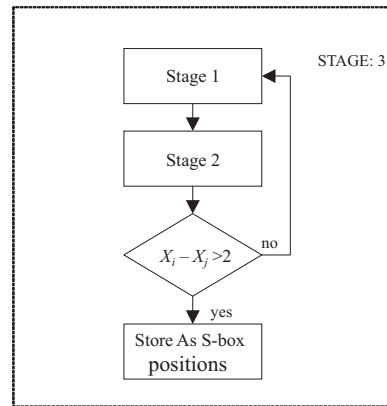 STAGE: 3
Stage 1
Stage 2
Xᵢ – Xⱼ >2
no
yes
Store As S-box
positions